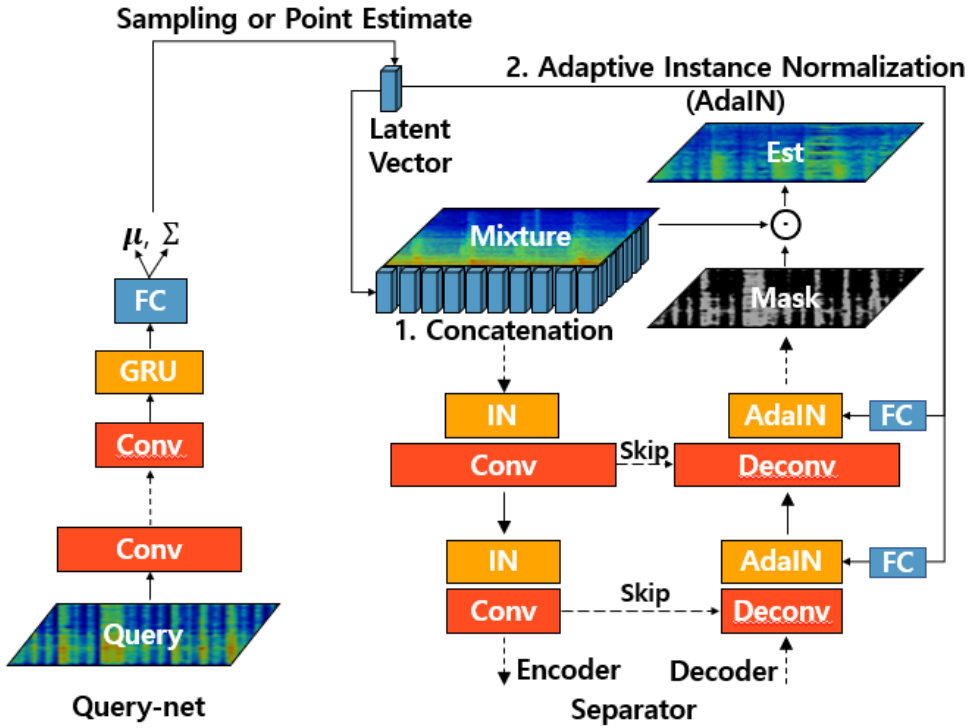 Sampling or Point Estimate
2. Adaptive Instance Normalization
(AdaIN)
Latent
Vector
Est
Mixture
μ, Σ
Mask
FC
1. Concatenation
GRU
IN
AdaIN
FC
Conv
Conv
Skip
Deconv
Conv
IN
AdaIN
FC
Conv
Skip
Deconv
Query
Encoder
Decoder
Query-net
Separator